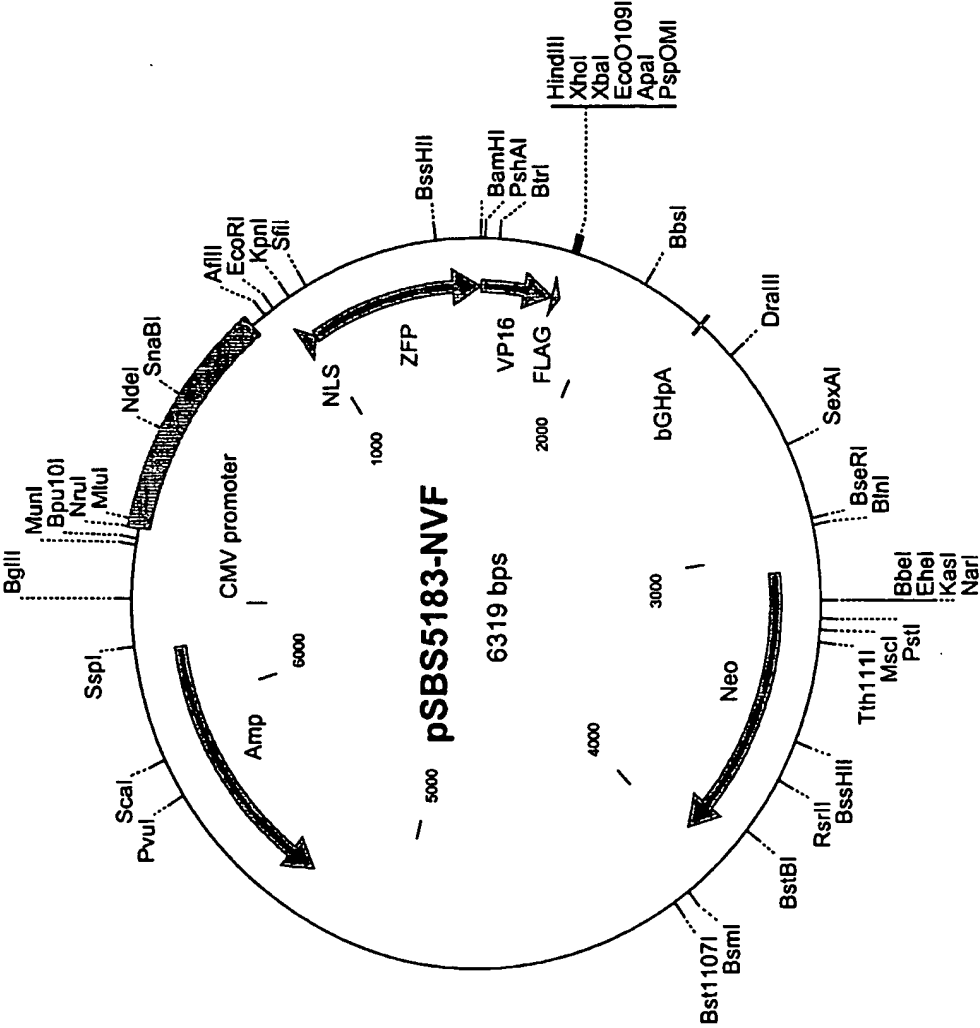 pSBS5183-NVF
6319 bps
BglII
MunI
Bpu10I
NruI
MluI
NdeI
SnaBI
AflII
EcoRI
KpnI
SfiI
BssHII
BamHI
PshAI
BtrI
HindIII
XhoI
XbaI
EcoO109I
ApaI
PspOMI
BbsI
DraIII
SexAI
BseRI
BlnI
BbeI
EheI
KasI
NarI
PstI
MscI
Tth111I
BssHII
RsrII
BstBI
BsmI
Bst1107I
PvuI
ScaI
SspI
CMV promoter
NLS
ZFP
VP16
FLAG
bGHpA
Neo
Amp
1000
2000
3000
4000
5000
6000